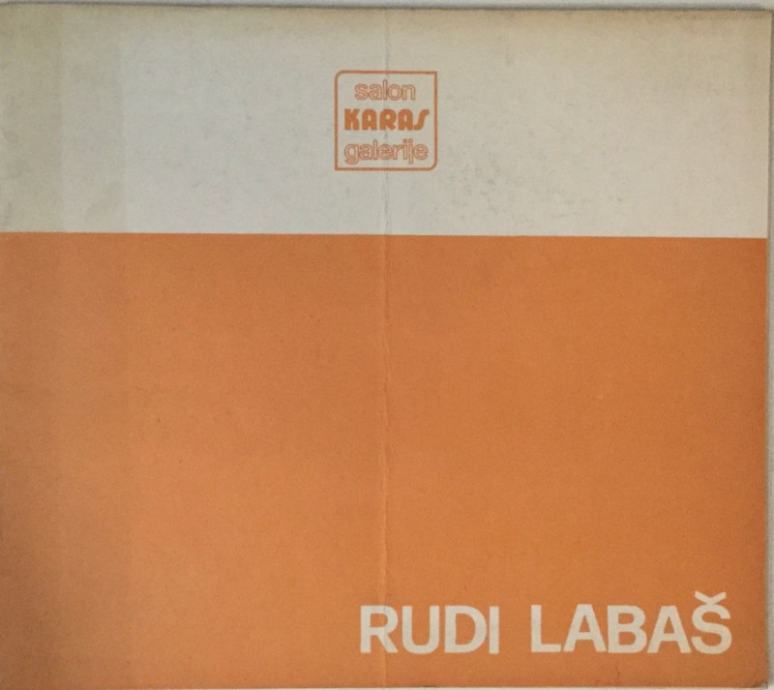 salon
KARAS
galerije
RUDI LABAŠ